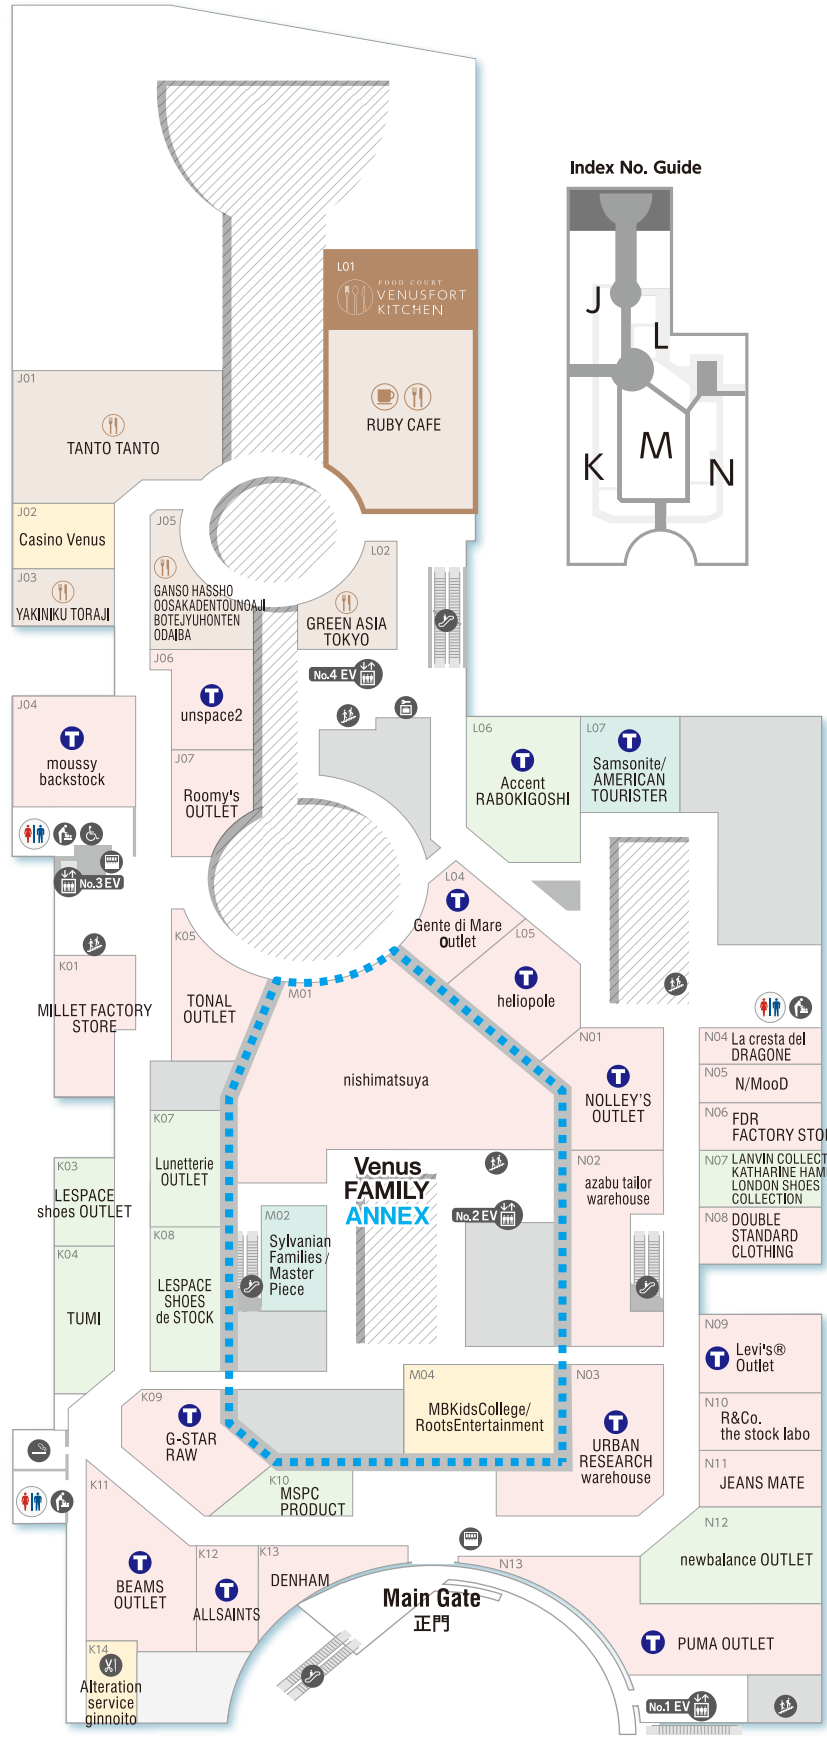 Index No. Guide
J
L
K
M
N
L01
FOOD COURT
VENUSFORT
KITCHEN
RUBY CAFE
J01
TANTO TANTO
J02
Casino Venus
J03
YAKINIKU TORAJI
J05
GANSO HASSHO
OOSAKADENTOUNOAJI
BOTEJYUHONTEN
ODAIBA
L02
GREEN ASIA
TOKYO
No.4 EV
J06
unspace2
J04
moussy
backstock
J07
Roomy's
OUTLET
L06
Accent
RABOKIGOSHI
L07
Samsonite/
AMERICAN
TOURISTER
No.3 EV
L04
Gente di Mare
Outlet
L05
heliopole
K05
TONAL
OUTLET
K01
MILLET FACTORY
STORE
M01
nishimatsuya
N01
NOLLEY'S
OUTLET
N04
La cresta del
DRAGONE
N05
N/MooD
N06
FDR
FACTORY STO
N07
LANVIN COLLECT
KATHARINE HAM
LONDON SHOES
COLLECTION
N08
DOUBLE
STANDARD
CLOTHING
K07
Lunetterie
OUTLET
K03
LESPACE
shoes OUTLET
Venus
FAMILY
ANNEX
N02
azabu tailor
warehouse
No.2 EV
M02
Sylvanian
Families/
Master
Piece
K08
LESPACE
SHOES
de STOCK
K04
TUMI
N09
Levi's®
Outlet
M04
MBKidsCollege/
RootsEntertainment
N03
URBAN
RESEARCH
warehouse
K09
G-STAR
RAW
N10
R&Co.
the stock labo
N11
JEANS MATE
K10
MSPC
PRODUCT
K11
BEAMS
OUTLET
K12
ALLSAINTS
K13
DENHAM
N12
newbalance OUTLET
N13
PUMA OUTLET
Main Gate
正門
K14
Alteration
service
ginnoito
No.1 EV